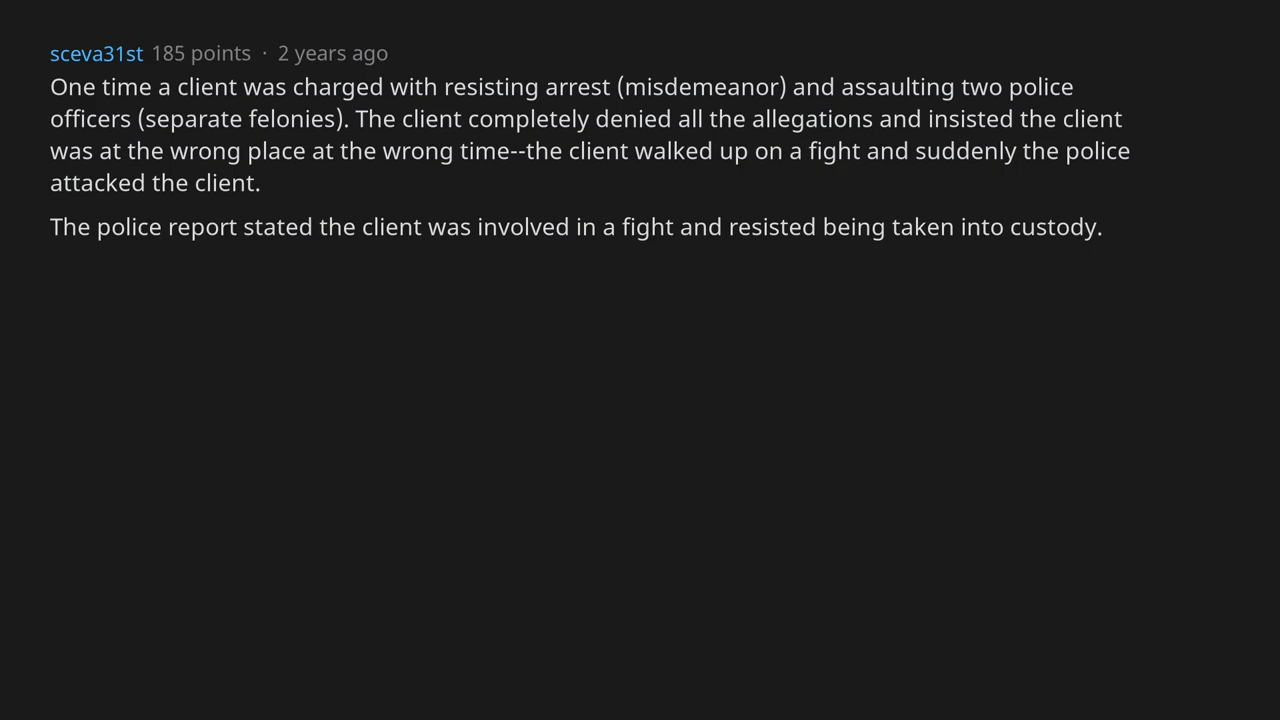 sceva31st 185 points · 2 years ago
One time a client was charged with resisting arrest (misdemeanor) and assaulting two police
officers (separate felonies). The client completely denied all the allegations and insisted the client
was at the wrong place at the wrong time--the client walked up on a fight and suddenly the police
attacked the client.
The police report stated the client was involved in a fight and resisted being taken into custody.